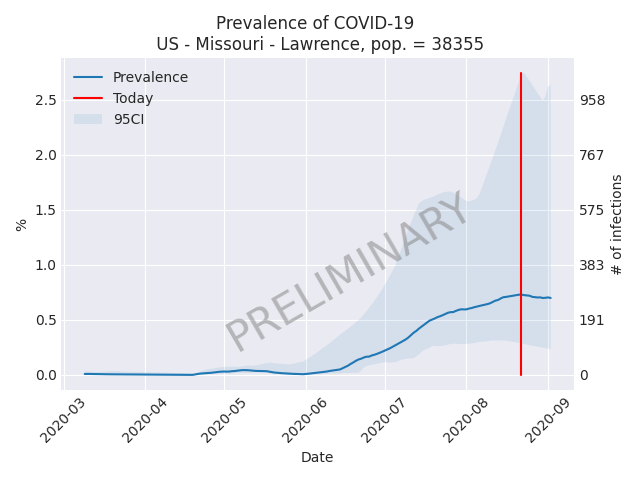 Prevalence of COVID-19
US - Missouri - Lawrence, pop. = 38355
Prevalence
Today
95CI
PRELIMINARY
%
2.5
2.0
1.5
1.0
0.5
0.0
958
767
575
383
191
0
# of infections
2020-03
2020-04
2020-05
2020-06
2020-07
2020-08
2020-09
Date